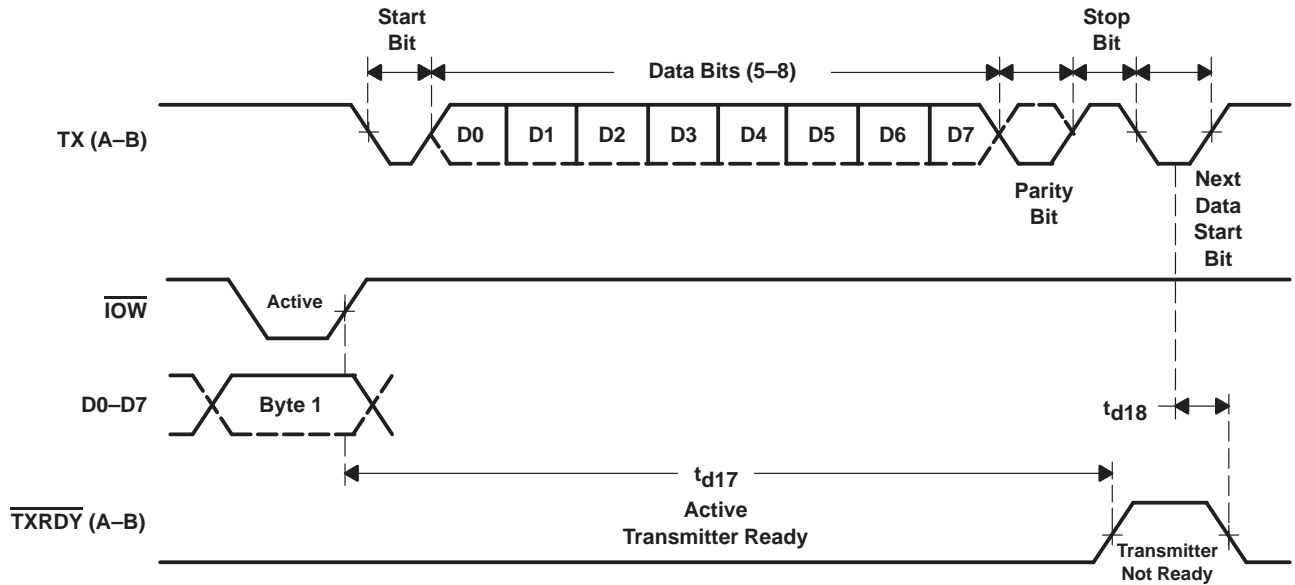 Start
Bit
Stop
Bit
Data Bits (5–8)
TX (A–B)
D0 D1 D2 D3 D4 D5 D6 D7
Parity
Bit
Next
Data
Start
Bit
IOW
Active
D0–D7
Byte 1
td18
td17
TXRDY (A–B)
Active
Transmitter Ready
Transmitter
Not Ready